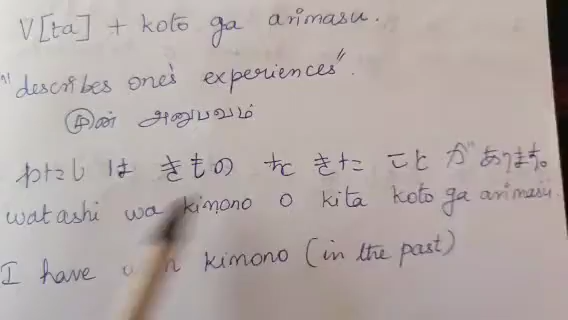 V[ta] + koto ga arimasu.
"describes one's experiences".
அனுபவம்
わたし は きもの を きた こと が あります。
watashi wa kimono o kita koto ga arimasu.
I have kimono (in the past)